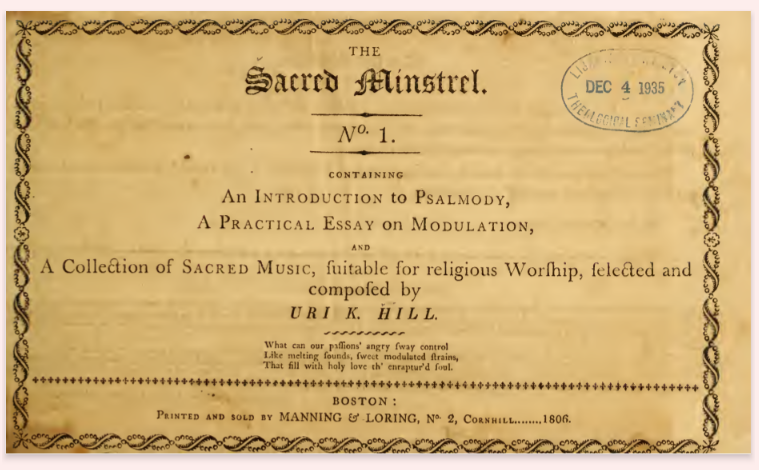 THE
Sacred Minstrel.
No. 1.
CONTAINING
An INTRODUCTION to PSALMODY,
A PRACTICAL ESSAY on MODULATION,
AND
A Collection of SACRED MUSIC, ſuitable for religious Worſhip, ſelected and
compoſed by
URI K. HILL.
What can our paſſions' angry ſway control
Like melting ſounds, ſweet modulated ſtrains,
That fill with holy love th' enraptur'd ſoul.
BOSTON :
PRINTED AND SOLD BY MANNING & LORING, No. 2, CORNHILL........1806.
DEC 4 1935
THEOLOGICAL SEMINARY